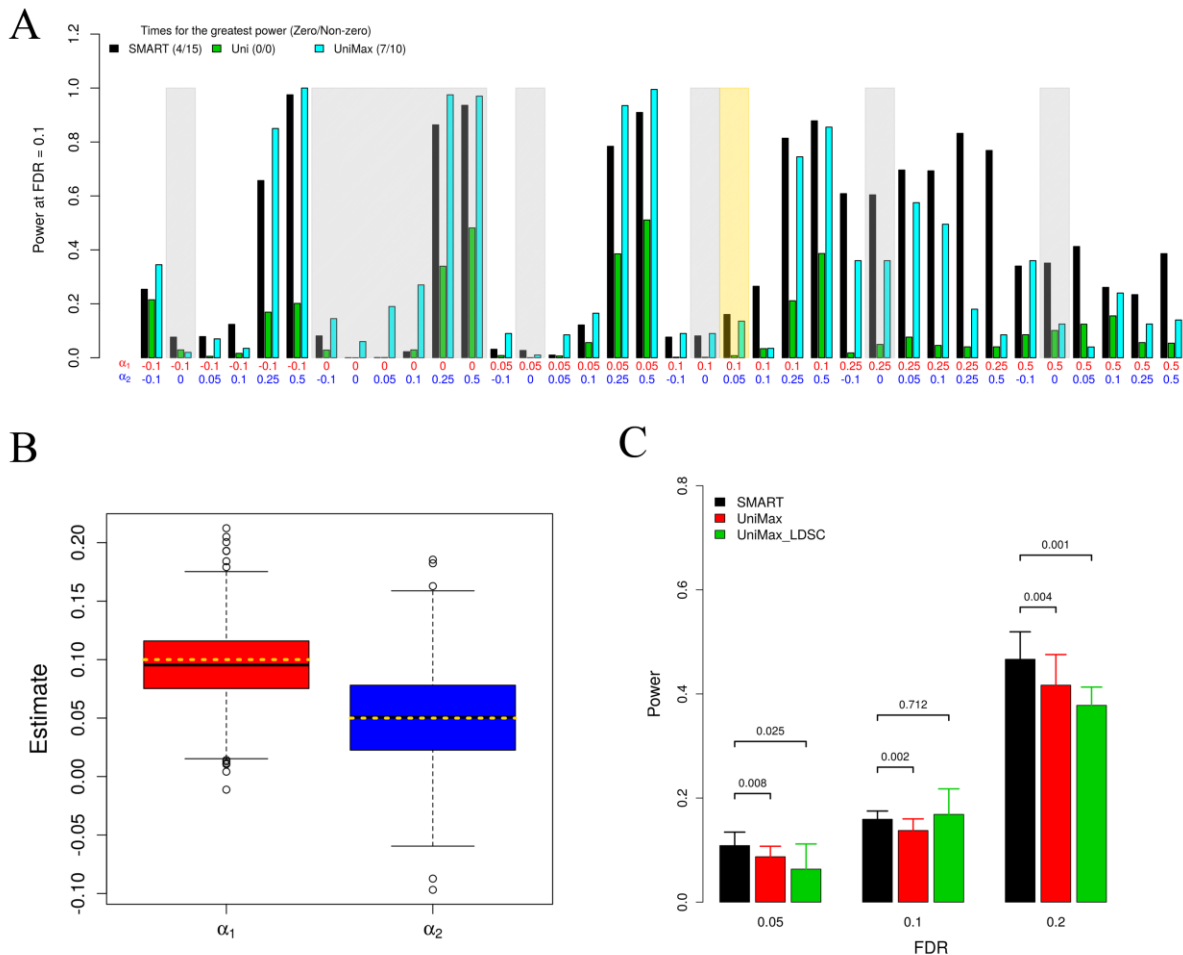 A
Times for the greatest power (Zero/Non-zero)
SMART (4/15) Uni (0/0) UniMax (7/10)
Power at FDR = 0.1
1.2
1.0
0.8
0.6
0.4
0.2
0.0
α1 -0.1 -0.1 -0.1 -0.1 -0.1 -0.1 0 0 0 0 0 0 0.05 0.05 0.05 0.05 0.05 0.05 0.1 0.1 0.1 0.1 0.1 0.1 0.25 0.25 0.25 0.25 0.25 0.25 0.5 0.5 0.5 0.5 0.5 0.5
α2 -0.1 0 0.05 0.1 0.25 0.5 -0.1 0 0.05 0.1 0.25 0.5 -0.1 0 0.05 0.1 0.25 0.5 -0.1 0 0.05 0.1 0.25 0.5 -0.1 0 0.05 0.1 0.25 0.5 -0.1 0 0.05 0.1 0.25 0.5
B
Estimate
0.20
0.15
0.10
0.05
0.00
-0.05
-0.10
α1 α2
C
SMART
UniMax
UniMax_LDSC
Power
0.8
0.6
0.4
0.2
0.0
0.025
0.008
0.712
0.002
0.001
0.004
0.05 0.1 0.2
FDR